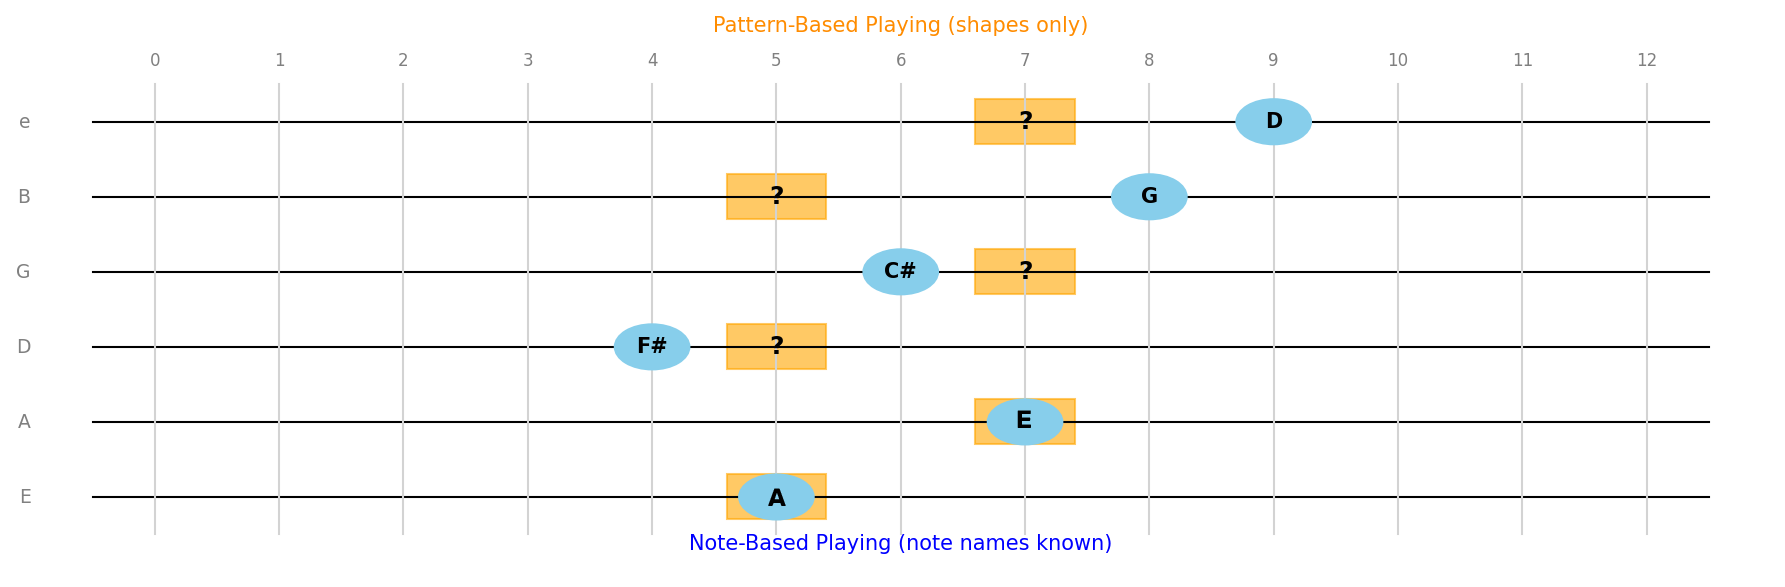 Pattern-Based Playing (shapes only)
0 1 2 3 4 5 6 7 8 9 10 11 12
e ? D
B ? G
G C# ?
D F# ?
A E
E A
Note-Based Playing (note names known)